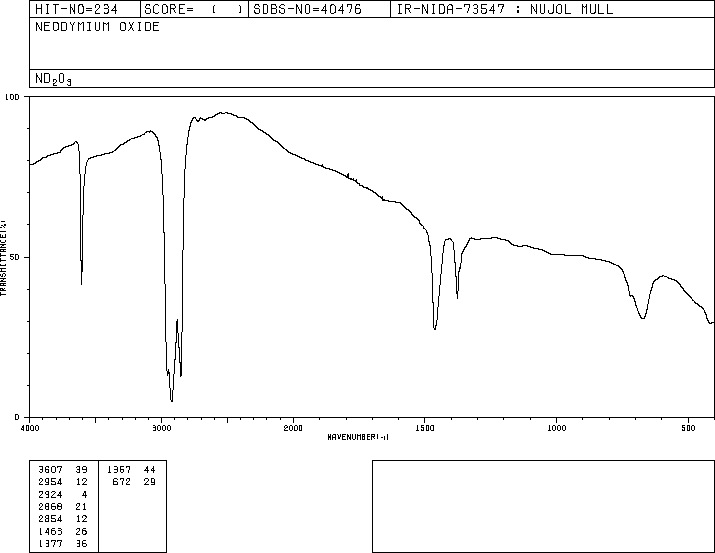 HIT-NO=234 SCORE= ( ) SDBS-NO=40476 IR-NIDA-73547 : NUJOL MULL
NEODYMIUM OXIDE
ND2O3
100
50
0
TRANSMITTANCE(%)
4000 3000 2000 1500 1000 500
WAVENUMBER(-1)
3607 39 1367 44
2954 12 672 29
2924 4
2868 21
2854 12
1463 26
1377 36